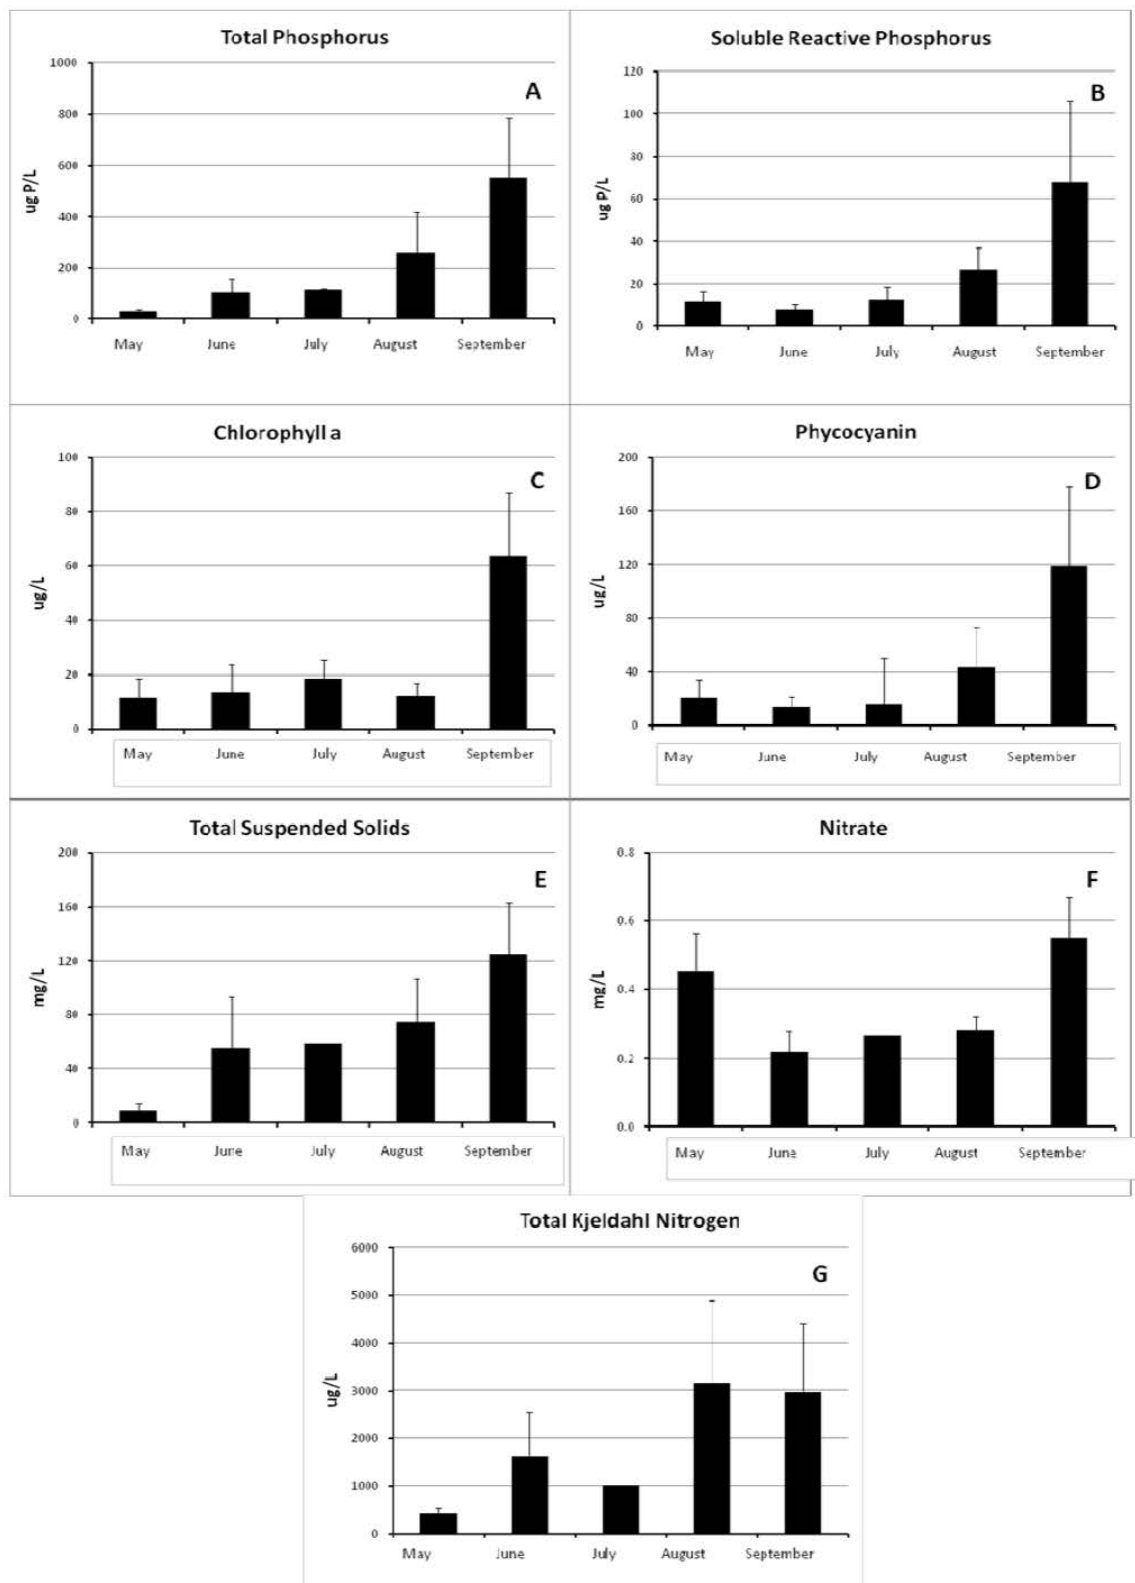 Total Phosphorus
A
ug P/L
1000
800
600
400
200
0
May June July August September
Soluble Reactive Phosphorus
B
ug P/L
120
100
80
60
40
20
0
May June July August September
Chlorophyll a
C
ug/L
100
80
60
40
20
0
May June July August September
Phycocyanin
D
ug/L
200
160
120
80
40
0
May June July August September
Total Suspended Solids
E
mg/L
200
160
120
80
40
0
May June July August September
Nitrate
F
mg/L
0.8
0.6
0.4
0.2
0.0
May June July August September
Total Kjeldahl Nitrogen
G
ug/L
6000
5000
4000
3000
2000
1000
0
May June July August September